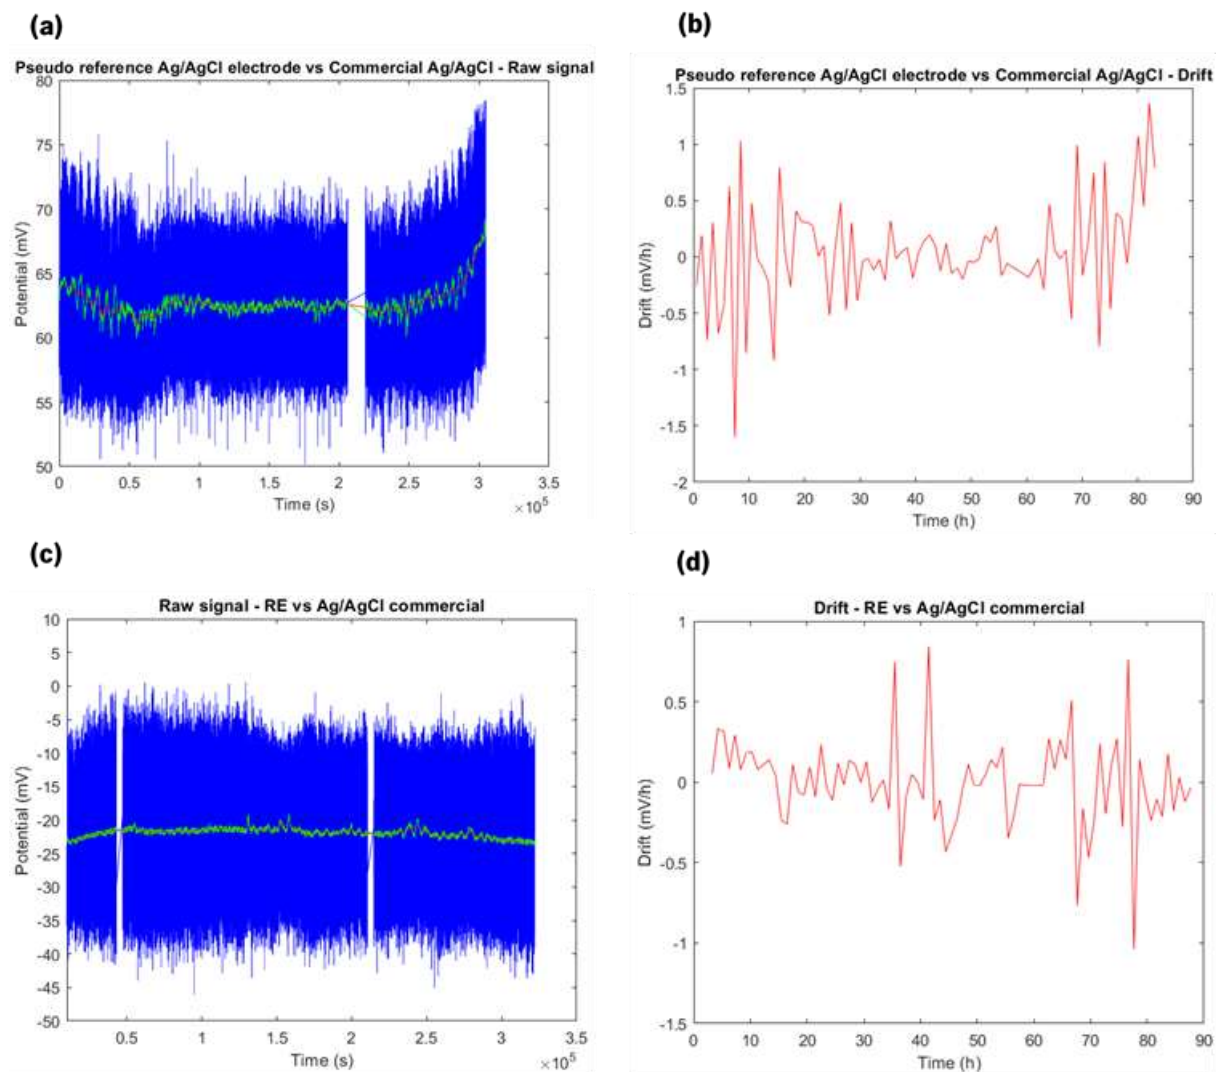 (a)
Pseudo reference Ag/AgCl electrode vs Commercial Ag/AgCl - Raw signal
80
75
70
65
60
55
50
Potential (mV)
0 0.5 1 1.5 2 2.5 3 3.5
Time (s)
×10^5
(b)
Pseudo reference Ag/AgCl electrode vs Commercial Ag/AgCl - Drift
1.5
1
0.5
0
-0.5
-1
-1.5
-2
Drift (mV/h)
0 10 20 30 40 50 60 70 80 90
Time (h)
(c)
Raw signal - RE vs Ag/AgCl commercial
10
5
0
-5
-10
-15
-20
-25
-30
-35
-40
-45
-50
Potential (mV)
0.5 1 1.5 2 2.5 3 3.5
Time (s)
×10^5
(d)
Drift - RE vs Ag/AgCl commercial
1
0.5
0
-0.5
-1
-1.5
Drift (mV/h)
0 10 20 30 40 50 60 70 80 90
Time (h)